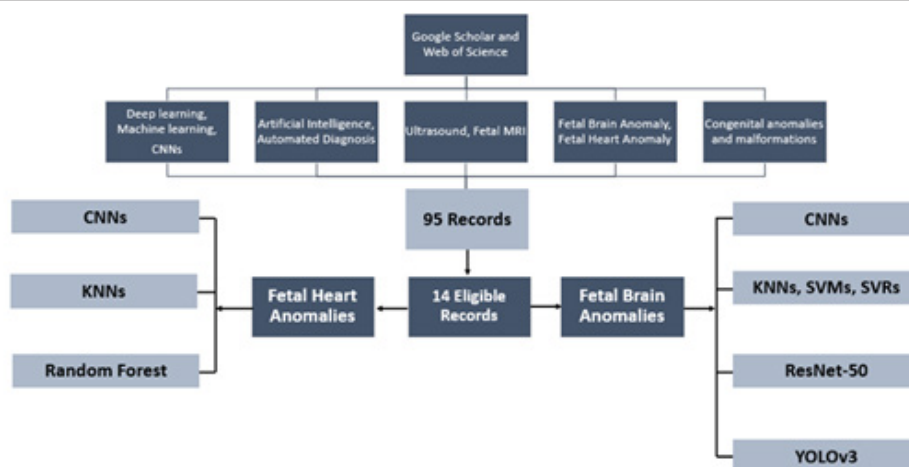 Google Scholar and
Web of Science
Deep learning,
Machine learning,
CNNs
Artificial Intelligence,
Automated Diagnosis
Ultrasound, Fetal MRI
Fetal Brain Anomaly,
Fetal Heart Anomaly
Congenital anomalies
and malformations
95 Records
CNNs
KNNs
Random Forest
Fetal Heart
Anomalies
14 Eligible
Records
Fetal Brain
Anomalies
CNNs
KNNs, SVMs, SVRs
ResNet-50
YOLOv3